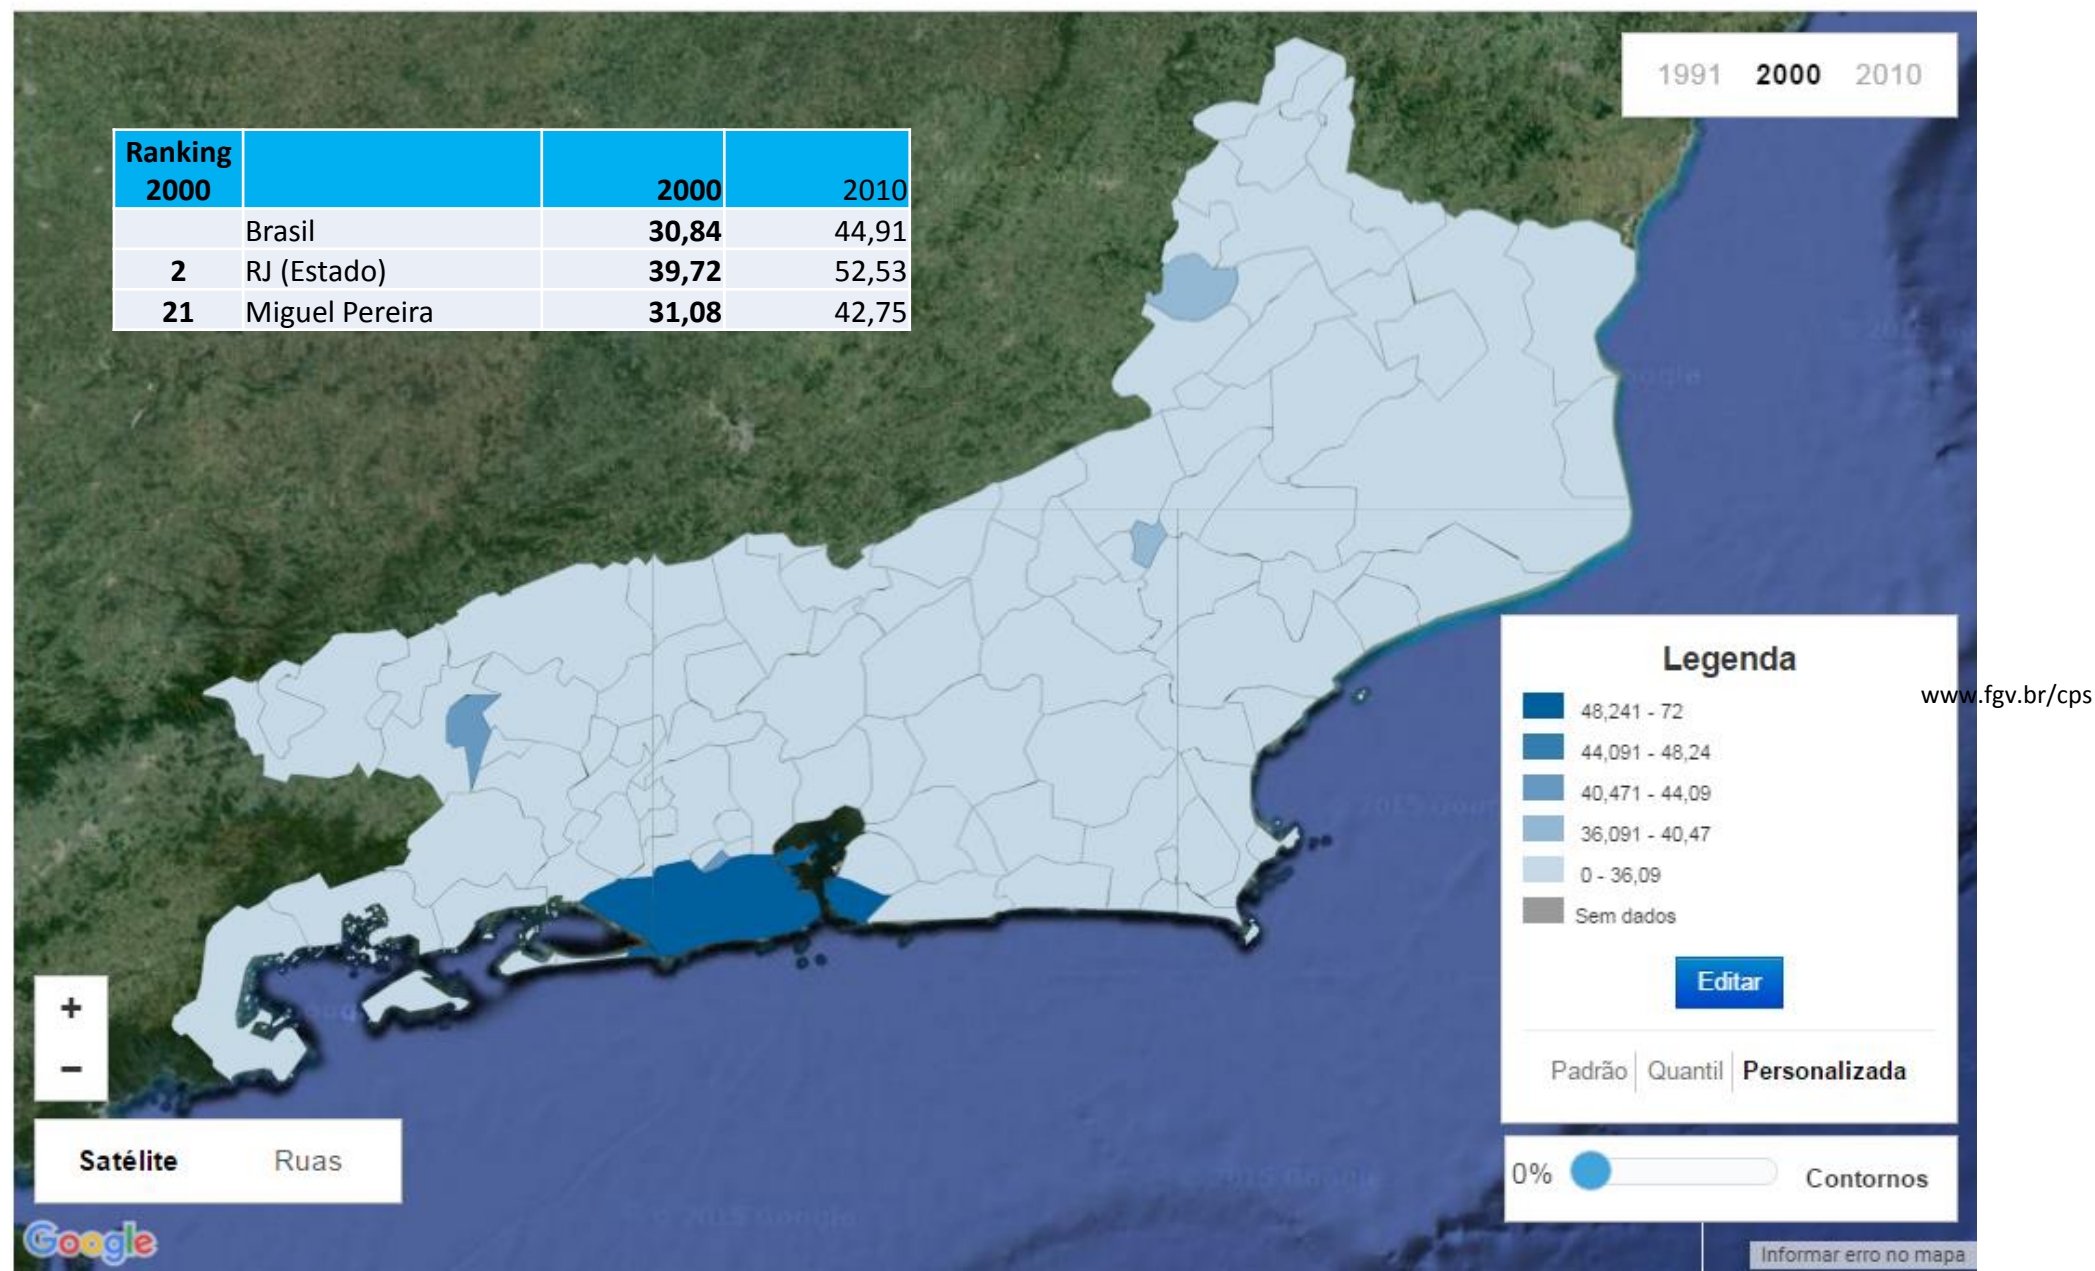 1991 2000 2010
Ranking
2000 2000 2010
Brasil 30,84 44,91
2 RJ (Estado) 39,72 52,53
21 Miguel Pereira 31,08 42,75
Legenda
48,241 - 72
44,091 - 48,24
40,471 - 44,09
36,091 - 40,47
0 - 36,09
Sem dados
Editar
Padrão Quantil Personalizada
www.fgv.br/cps
0% Contornos
+
−
Satélite Ruas
Google
Informar erro no mapa